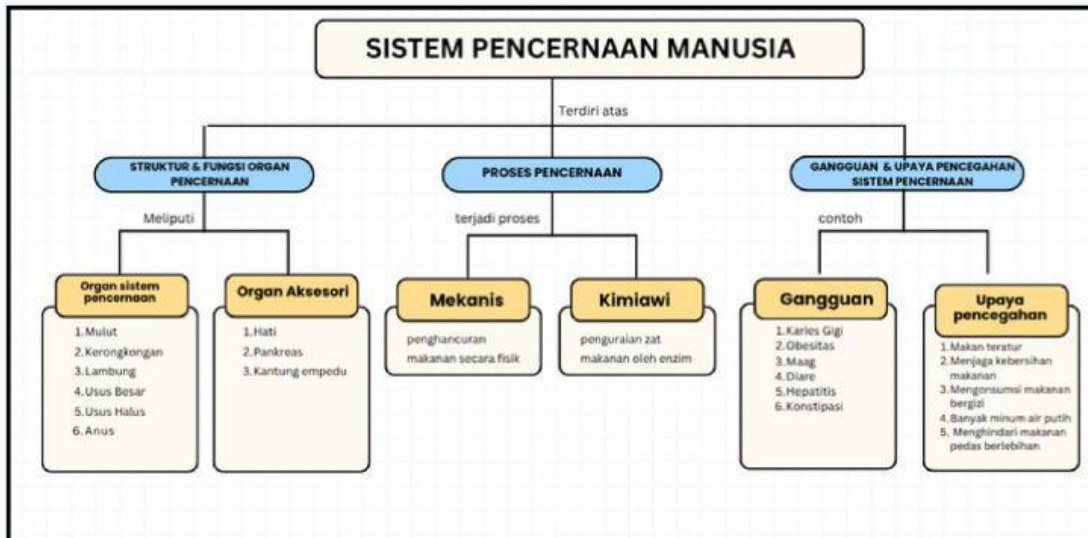 SISTEM PENCERNAAN MANUSIA
Terdiri atas
STRUKTUR & FUNGSI ORGAN
PENCERNAAN
Meliputi
Organ sistem
pencernaan
1. Mulut
2. Kerongkongan
3. Lambung
4. Usus Besar
5. Usus Halus
6. Anus
Organ Aksesori
1. Hati
2. Pankreas
3. Kantung empedu
PROSES PENCERNAAN
terjadi proses
Mekanis
penghancuran
makanan secara fisik
Kimiawi
penguraian zat
makanan oleh enzim
GANGGUAN & UPAYA PENCEGAHAN
SISTEM PENCERNAAN
contoh
Gangguan
1. Karies Gigi
2. Obesitas
3. Maag
4. Diare
5. Hepatitis
6. Konstipasi
Upaya
pencegahan
1. Makan teratur
2. Menjaga kebersihan
makanan
3. Mengonsumsi makanan
bergizi
4. Banyak minum air putih
5. Menghindari makanan
pedas berlebihan